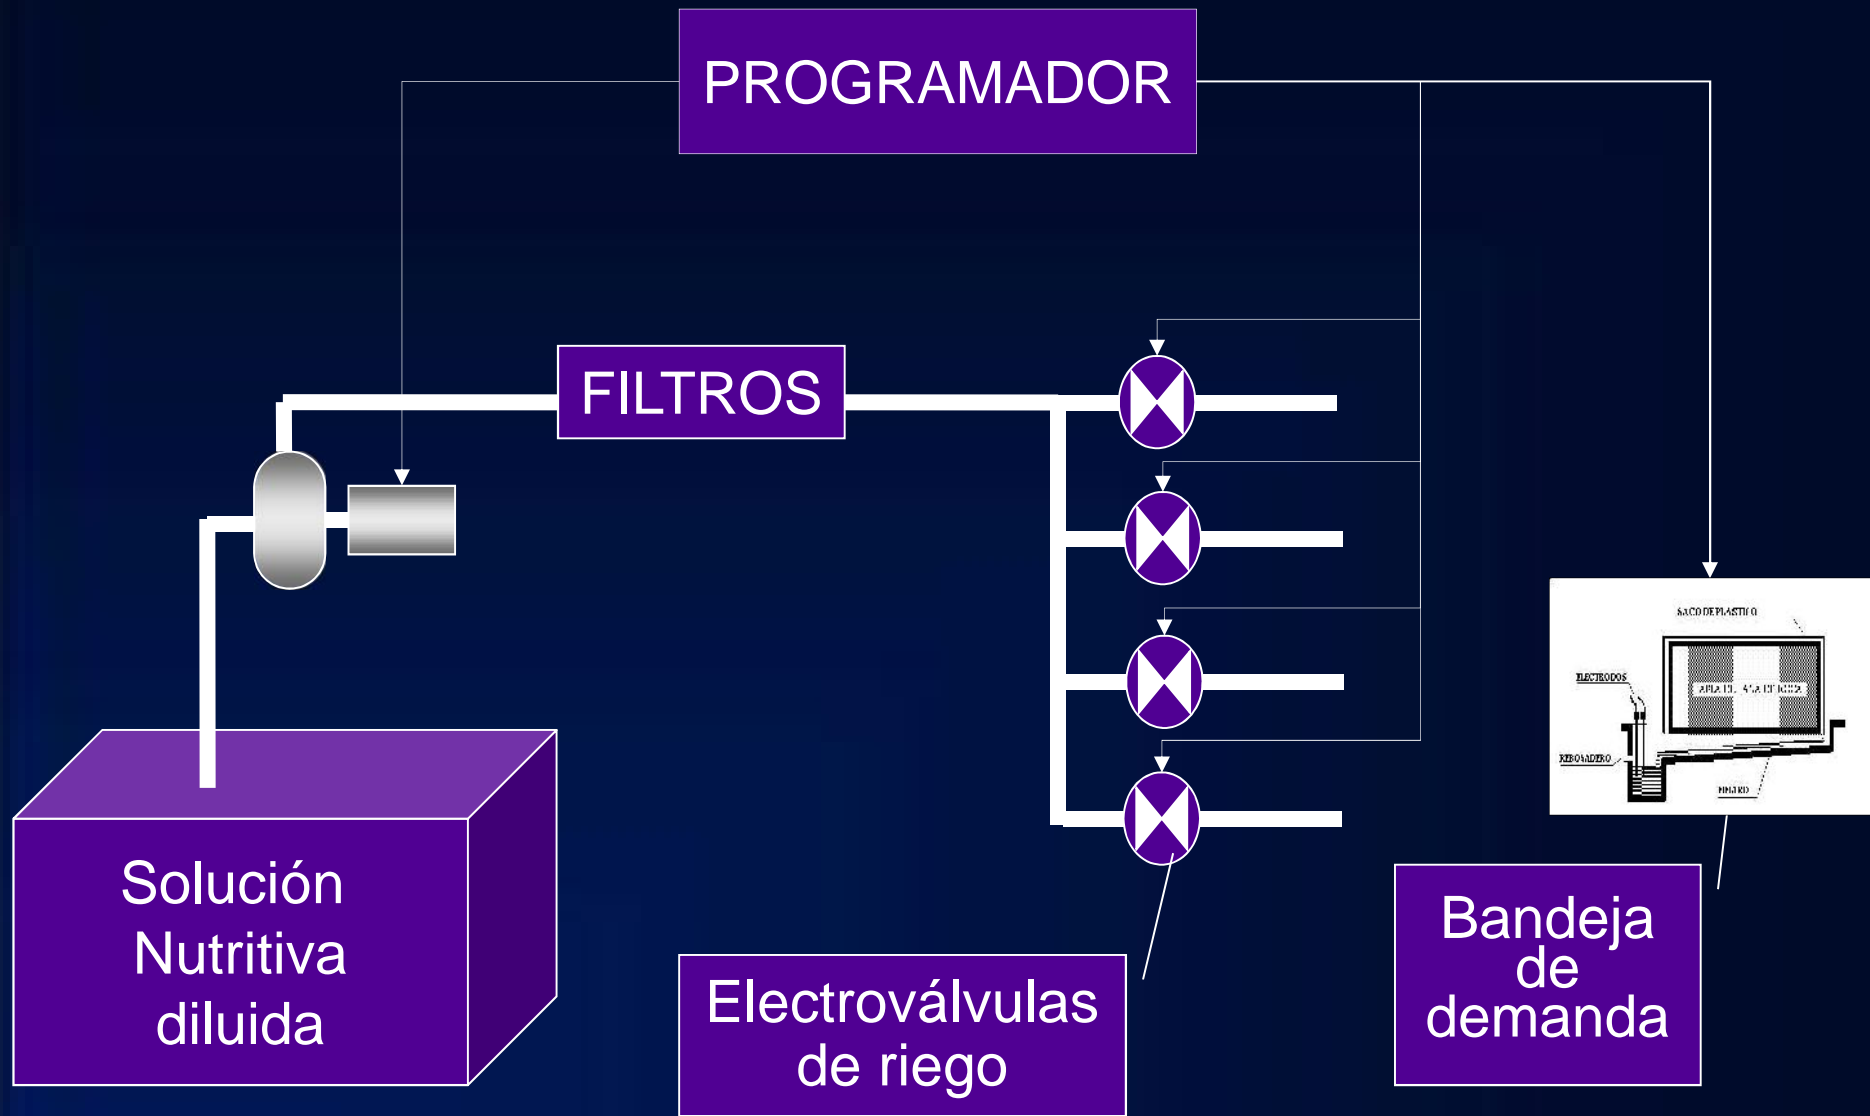 PROGRAMADOR
FILTROS
SACO DE PLASTICO
ELECTRODOS
REBOSADERO
Solución
Nutritiva
diluida
Electroválvulas
de riego
Bandeja
de
demanda